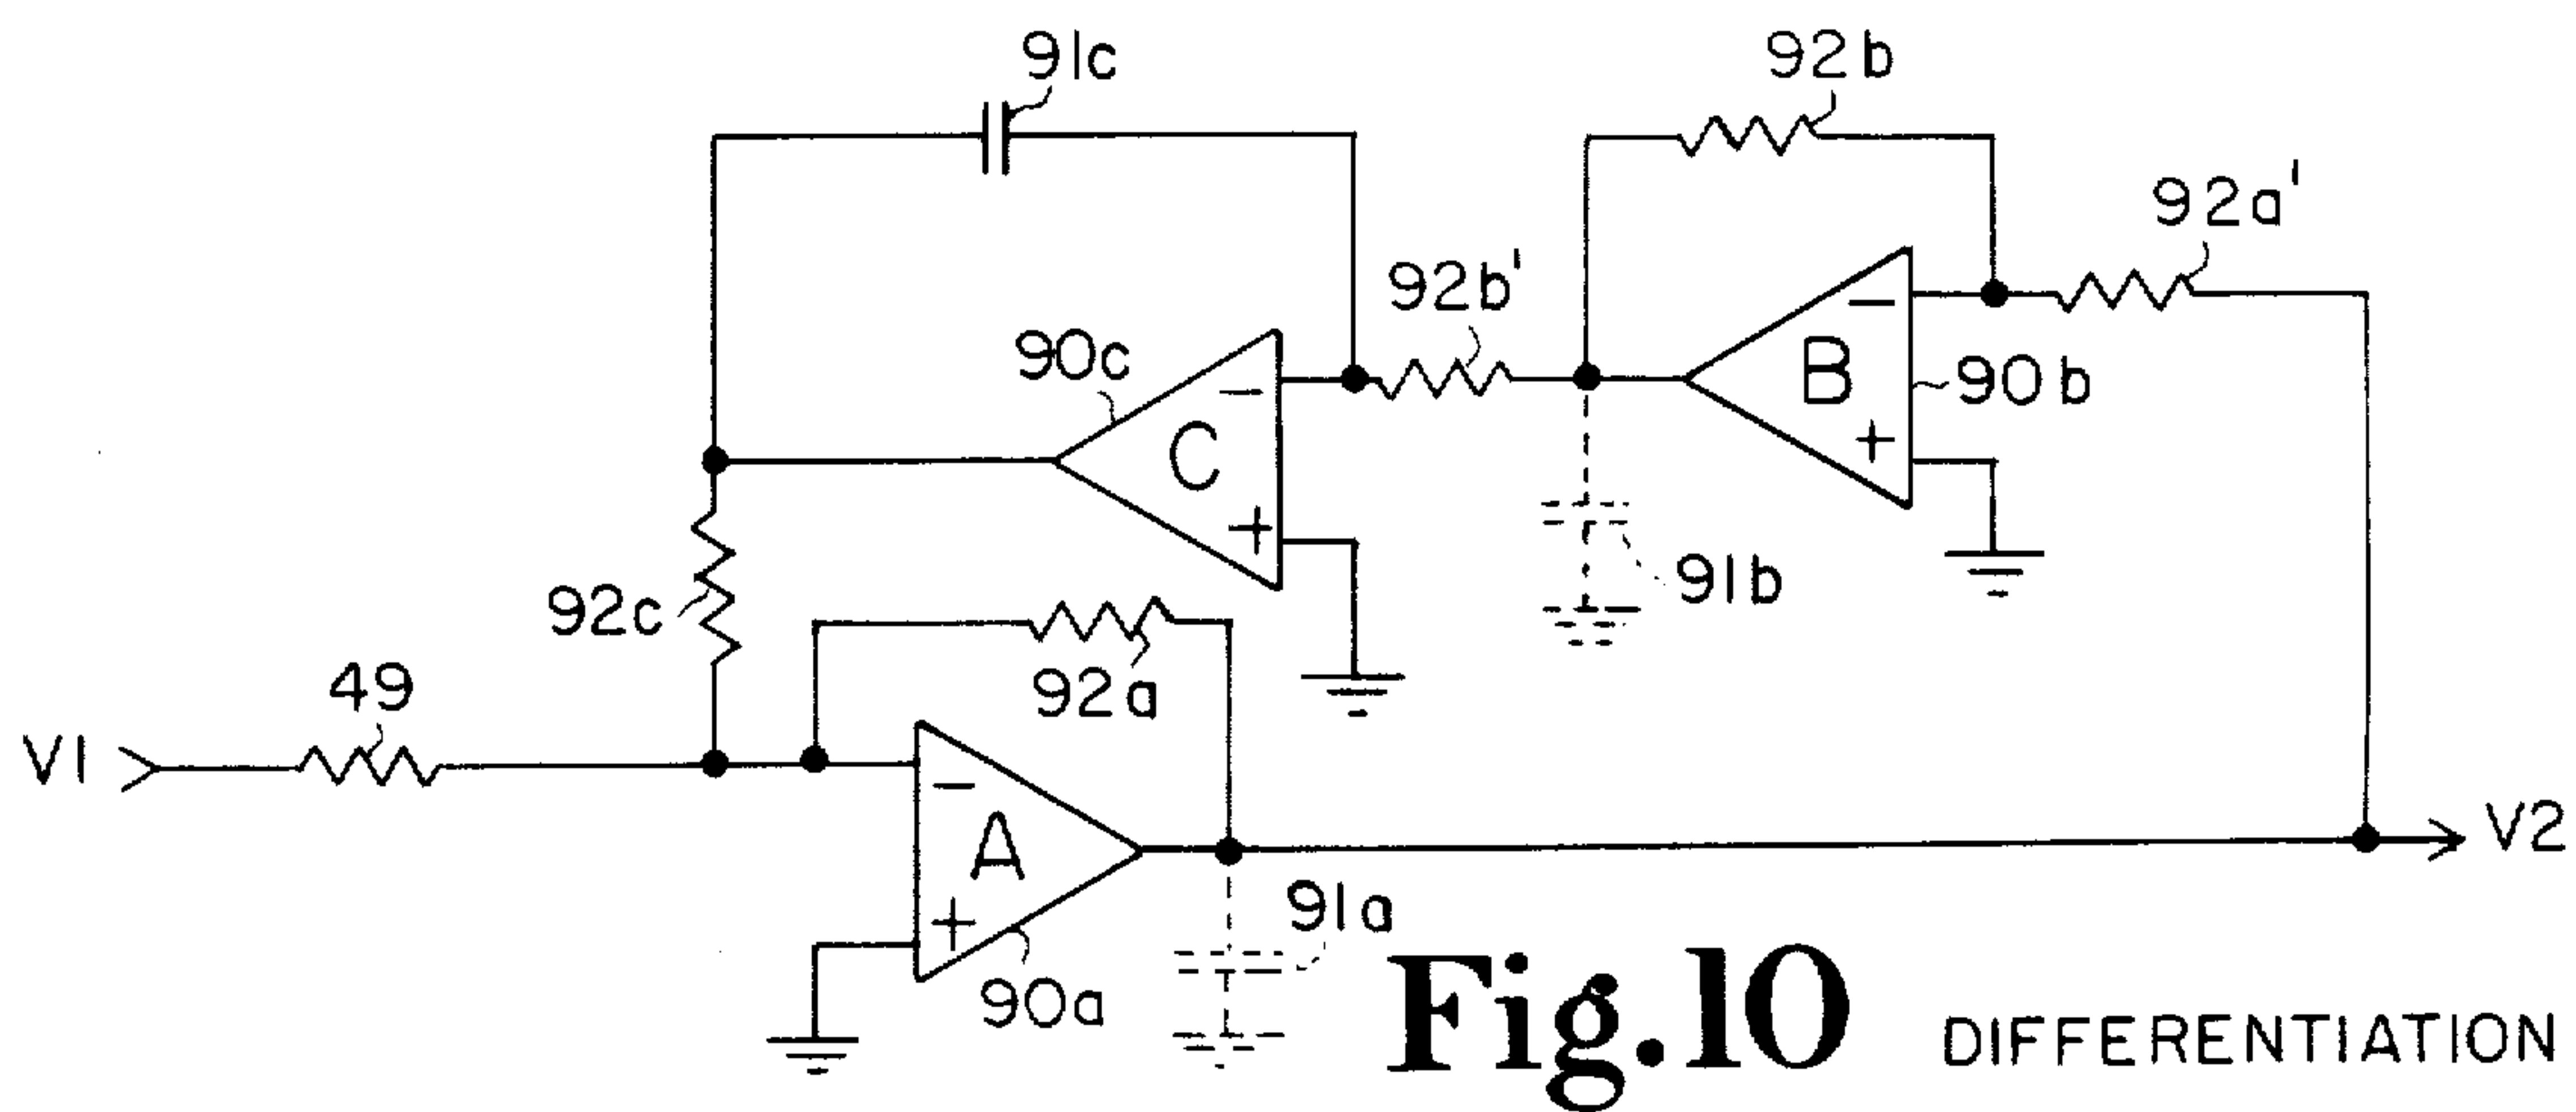 91c
92b
92a'
92b'
90c
B
90b
−
+
C
−
+
91b
92c
92a
49
V1
−
A
+
V2
91a
90a
Fig.10 DIFFERENTIATION